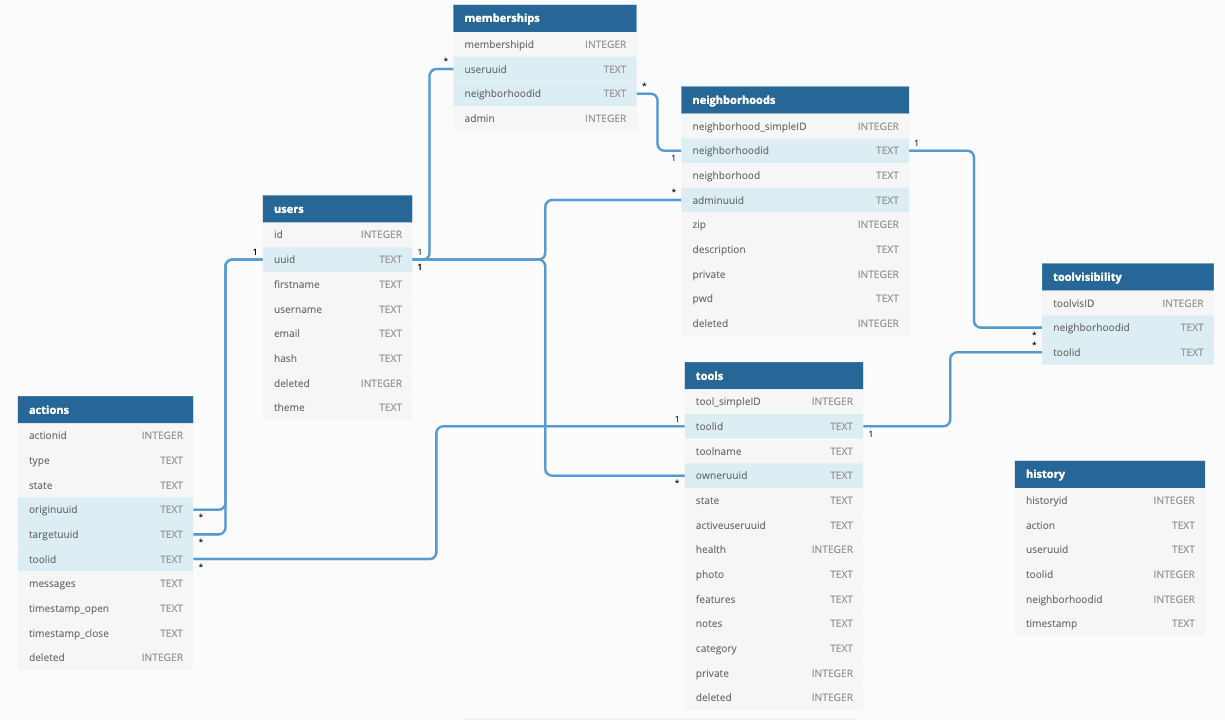 memberships
membershipid INTEGER
useruuid TEXT
neighborhoodid TEXT
admin INTEGER
* * 1
neighborhoods
neighborhood_simpleID INTEGER
neighborhoodid TEXT
neighborhood TEXT
adminuuid TEXT
zip INTEGER
description TEXT
private INTEGER
pwd TEXT
deleted INTEGER
1 *
users
id INTEGER
uuid TEXT
firstname TEXT
username TEXT
email TEXT
hash TEXT
deleted INTEGER
theme TEXT
1 1 1
toolvisibility
toolvisID INTEGER
neighborhoodid TEXT
toolid TEXT
* *
tools
tool_simpleID INTEGER
toolid TEXT
toolname TEXT
owneruuid TEXT
state TEXT
activeuseruuid TEXT
health INTEGER
photo TEXT
features TEXT
notes TEXT
category TEXT
private INTEGER
deleted INTEGER
1 1 *
actions
actionid INTEGER
type TEXT
state TEXT
originuuid TEXT
targetuuid TEXT
toolid TEXT
messages TEXT
timestamp_open TEXT
timestamp_close TEXT
deleted INTEGER
* * *
history
historyid INTEGER
action TEXT
useruuid TEXT
toolid INTEGER
neighborhoodid INTEGER
timestamp TEXT